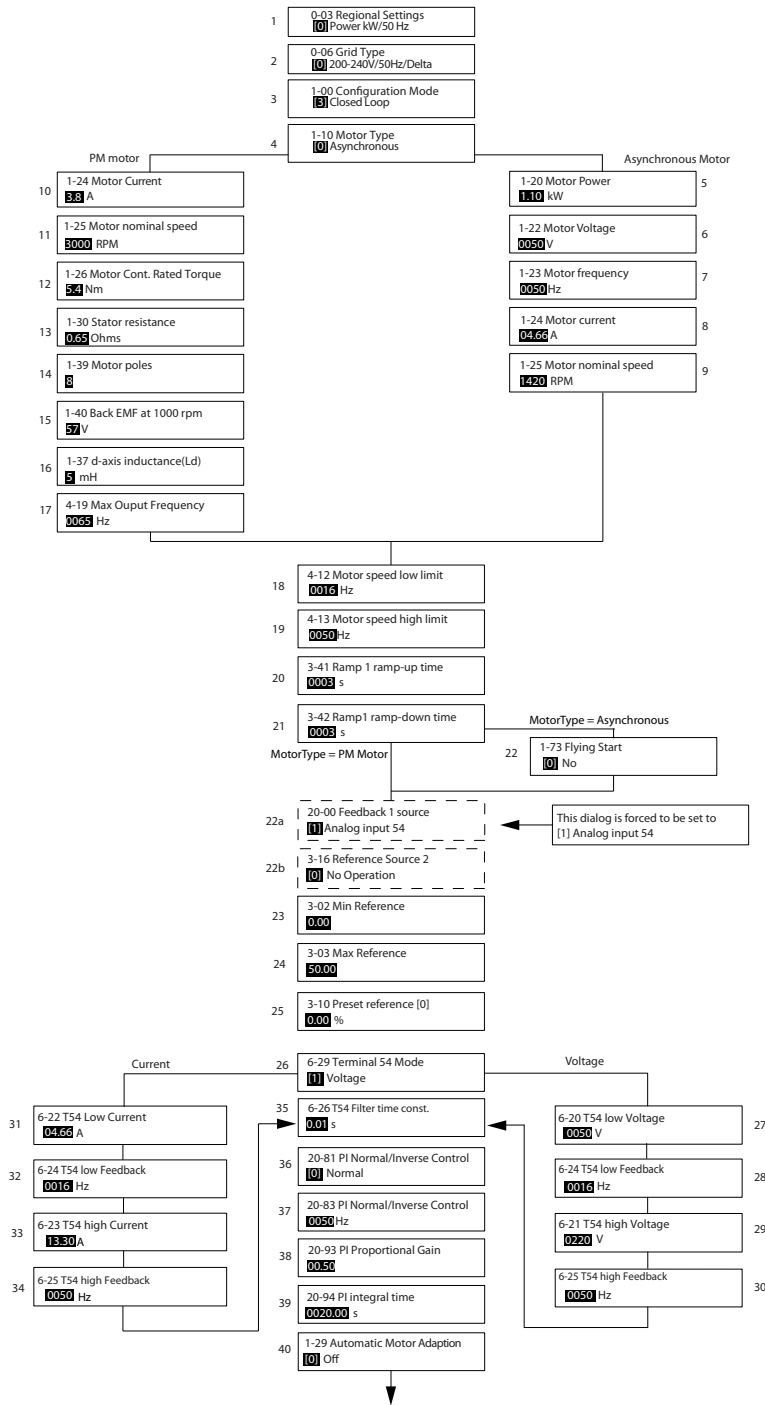 1
0-03 Regional Settings
[0] Power kW/50 Hz
2
0-06 Grid Type
[0] 200-240V/50Hz/Delta
3
1-00 Configuration Mode
[3] Closed Loop
4
1-10 Motor Type
[0] Asynchronous
PM motor
Asynchronous Motor
10
1-24 Motor Current
3.8 A
11
1-25 Motor nominal speed
3000 RPM
12
1-26 Motor Cont. Rated Torque
5.4 Nm
13
1-30 Stator resistance
0.65 Ohms
14
1-39 Motor poles
8
15
1-40 Back EMF at 1000 rpm
57 V
16
1-37 d-axis inductance(Ld)
5 mH
17
4-19 Max Ouput Frequency
0065 Hz
1-20 Motor Power
1.10 kW
5
1-22 Motor Voltage
0050 V
6
1-23 Motor frequency
0050 Hz
7
1-24 Motor current
04.66 A
8
1-25 Motor nominal speed
1420 RPM
9
18
4-12 Motor speed low limit
0016 Hz
19
4-13 Motor speed high limit
0050 Hz
20
3-41 Ramp 1 ramp-up time
0003 s
21
3-42 Ramp1 ramp-down time
0003 s
MotorType = Asynchronous
MotorType = PM Motor
22
1-73 Flying Start
[0] No
22a
20-00 Feedback 1 source
[1] Analog input 54
This dialog is forced to be set to
[1] Analog input 54
22b
3-16 Reference Source 2
[0] No Operation
23
3-02 Min Reference
0.00
24
3-03 Max Reference
50.00
25
3-10 Preset reference [0]
0.00 %
Current
26
6-29 Terminal 54 Mode
[1] Voltage
Voltage
31
6-22 T54 Low Current
04.66 A
32
6-24 T54 low Feedback
0016 Hz
33
6-23 T54 high Current
13.30 A
34
6-25 T54 high Feedback
0050 Hz
35
6-26 T54 Filter time const.
0.01 s
36
20-81 PI Normal/Inverse Control
[0] Normal
37
20-83 PI Normal/Inverse Control
0050 Hz
38
20-93 PI Proportional Gain
00.50
39
20-94 PI integral time
0020.00 s
40
1-29 Automatic Motor Adaption
[0] Off
6-20 T54 low Voltage
0050 V
27
6-24 T54 low Feedback
0016 Hz
28
6-21 T54 high Voltage
0220 V
29
6-25 T54 high Feedback
0050 Hz
30